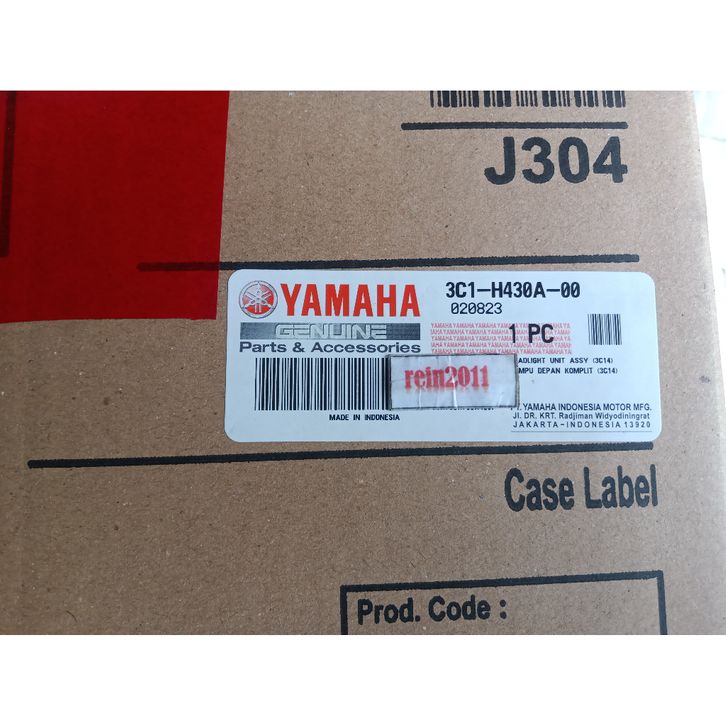 J304
YAMAHA
GENUINE
Parts & Accessories
3C1-H430A-00
020823
1 PC
ADLIGHT UNIT ASSY (3C14)
MPU DEPAN KOMPLIT (3C14)
rein2011
MADE IN INDONESIA
PT. YAMAHA INDONESIA MOTOR MFG.
JI. DR. KRT. Radjiman Widyodiningrat
JAKARTA-INDONESIA 13920
Case Label
Prod. Code :